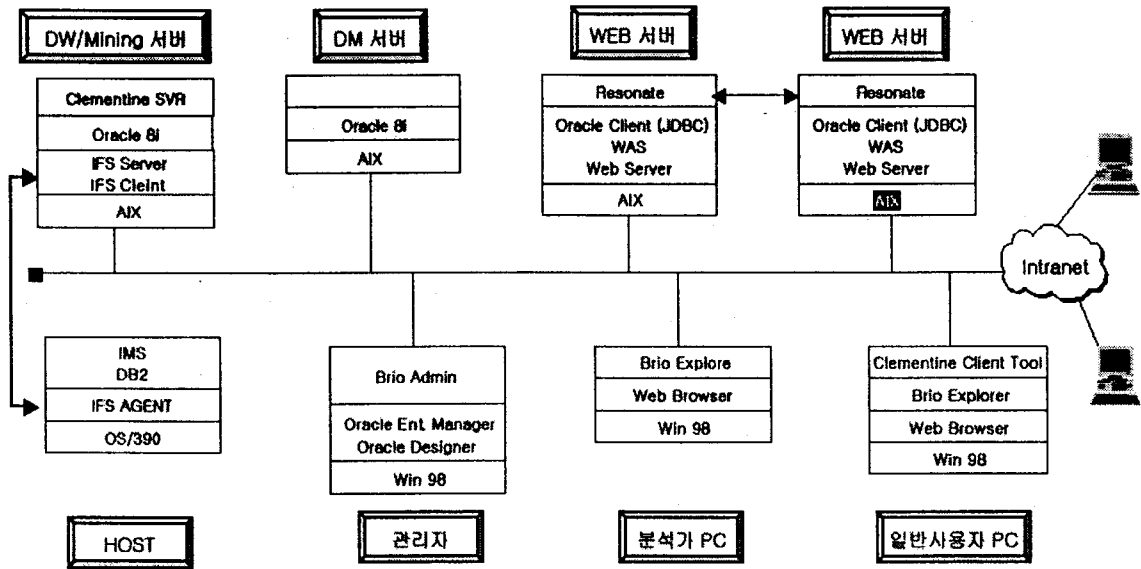 DW/Mining 서버
DM 서버
WEB 서버
WEB 서버
Clementine SVR
Oracle 8i
IFS Server
IFS Cleint
AIX
Oracle 8i
AIX
Resonate
Oracle Client (JDBC)
WAS
Web Server
AIX
Resonate
Oracle Client (JDBC)
WAS
Web Server
AIX
Intranet
IMS
DB2
IFS AGENT
OS/390
Brio Admin
Oracle Ent. Manager
Oracle Designer
Win 98
Brio Explore
Web Browser
Win 98
Clementine Client Tool
Brio Explorer
Web Browser
Win 98
HOST
관리자
분석가 PC
일반사용자 PC